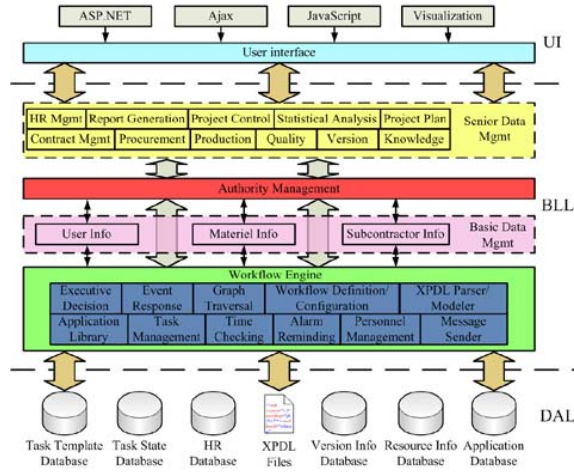 ASP.NET
Ajax
JavaScript
Visualization
UI
User interface
HR Mgmt
Report Generation
Project Control
Statistical Analysis
Project Plan
Senior Data
Mgmt
Contract Mgmt
Procurement
Production
Quality
Version
Knowledge
Authority Management
BLL
User Info
Materiel Info
Subcontractor Info
Basic Data
Mgmt
Workflow Engine
Executive
Decision
Event
Response
Graph
Traversal
Workflow Definition/
Configuration
XPDL Parser/
Modeler
Application
Library
Task
Management
Time
Checking
Alarm
Reminding
Personnel
Management
Message
Sender
DAL
Task Template
Database
Task State
Database
HR
Database
XPDL
Files
Version Info
Database
Resource Info
Database
Application
Database